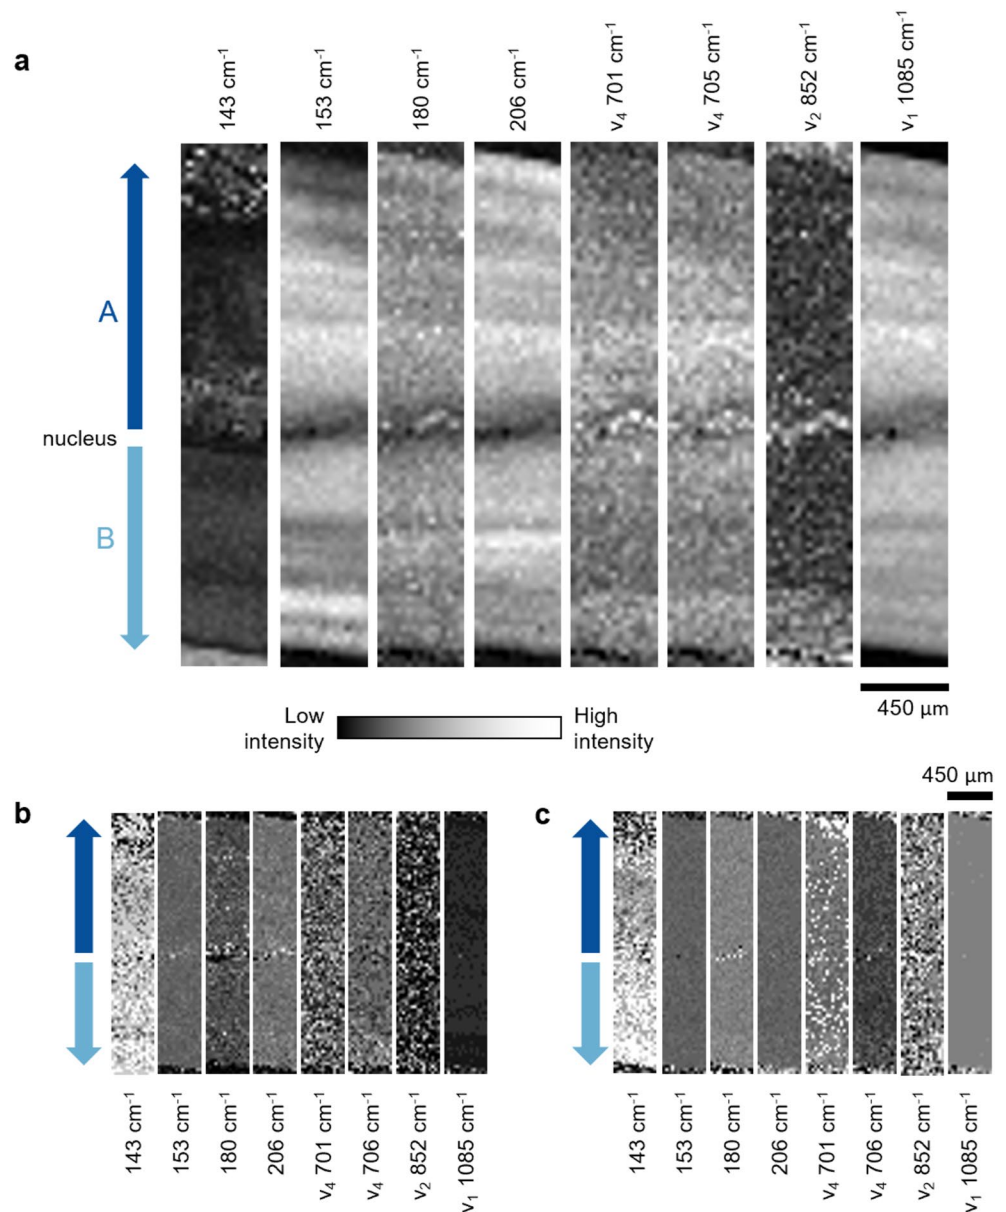 a
143 cm⁻¹
153 cm⁻¹
180 cm⁻¹
206 cm⁻¹
ν₄ 701 cm⁻¹
ν₄ 705 cm⁻¹
ν₂ 852 cm⁻¹
ν₁ 1085 cm⁻¹
A
nucleus
B
450 μm
Low
intensity
High
intensity
450 μm
b
c
143 cm⁻¹
153 cm⁻¹
180 cm⁻¹
206 cm⁻¹
ν₄ 701 cm⁻¹
ν₄ 706 cm⁻¹
ν₂ 852 cm⁻¹
ν₁ 1085 cm⁻¹
143 cm⁻¹
153 cm⁻¹
180 cm⁻¹
206 cm⁻¹
ν₄ 701 cm⁻¹
ν₄ 706 cm⁻¹
ν₂ 852 cm⁻¹
ν₁ 1085 cm⁻¹